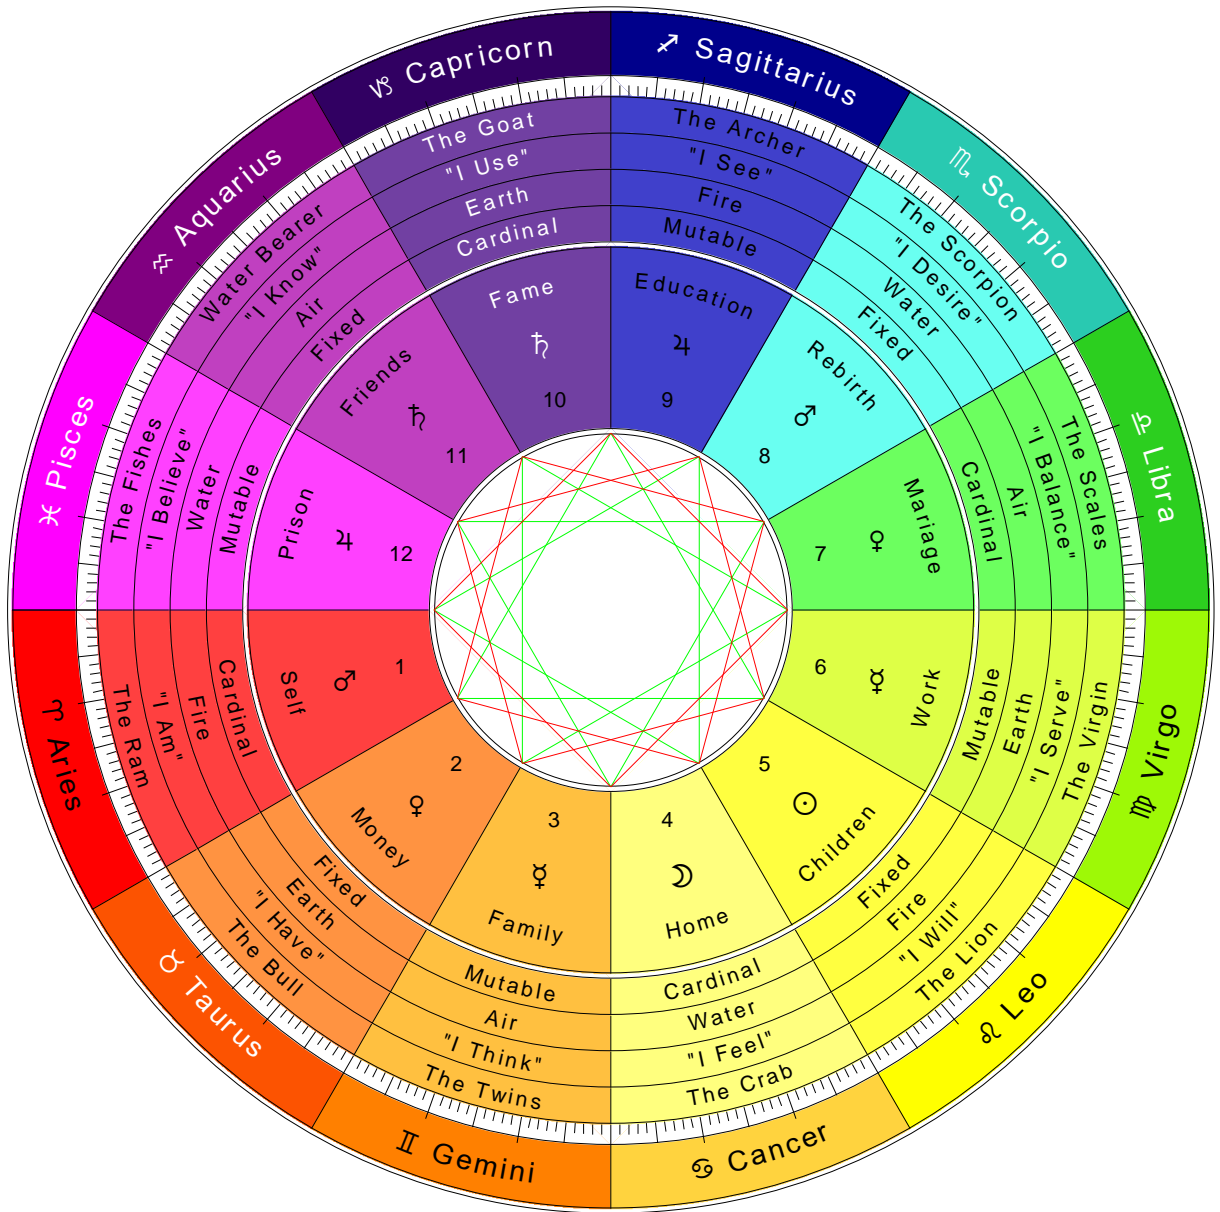 ♈ Aries
The Ram
"I Am"
Fire
Cardinal
Self
♂
1
♉ Taurus
The Bull
"I Have"
Earth
Fixed
Money
♀
2
♊ Gemini
The Twins
"I Think"
Air
Mutable
Family
☿
3
♋ Cancer
The Crab
"I Feel"
Water
Cardinal
Home
☽
4
♌ Leo
The Lion
"I Will"
Fire
Fixed
Children
☉
5
♍ Virgo
The Virgin
"I Serve"
Earth
Mutable
Work
☿
6
♎ Libra
The Scales
"I Balance"
Air
Cardinal
Mariage
♀
7
♏ Scorpio
The Scorpion
"I Desire"
Water
Fixed
Rebirth
♂
8
♐ Sagittarius
The Archer
"I See"
Fire
Mutable
Education
♃
9
♑ Capricorn
The Goat
"I Use"
Earth
Cardinal
Fame
♄
10
♒ Aquarius
Water Bearer
"I Know"
Air
Fixed
Friends
♄
11
♓ Pisces
The Fishes
"I Believe"
Water
Mutable
Prison
♃
12